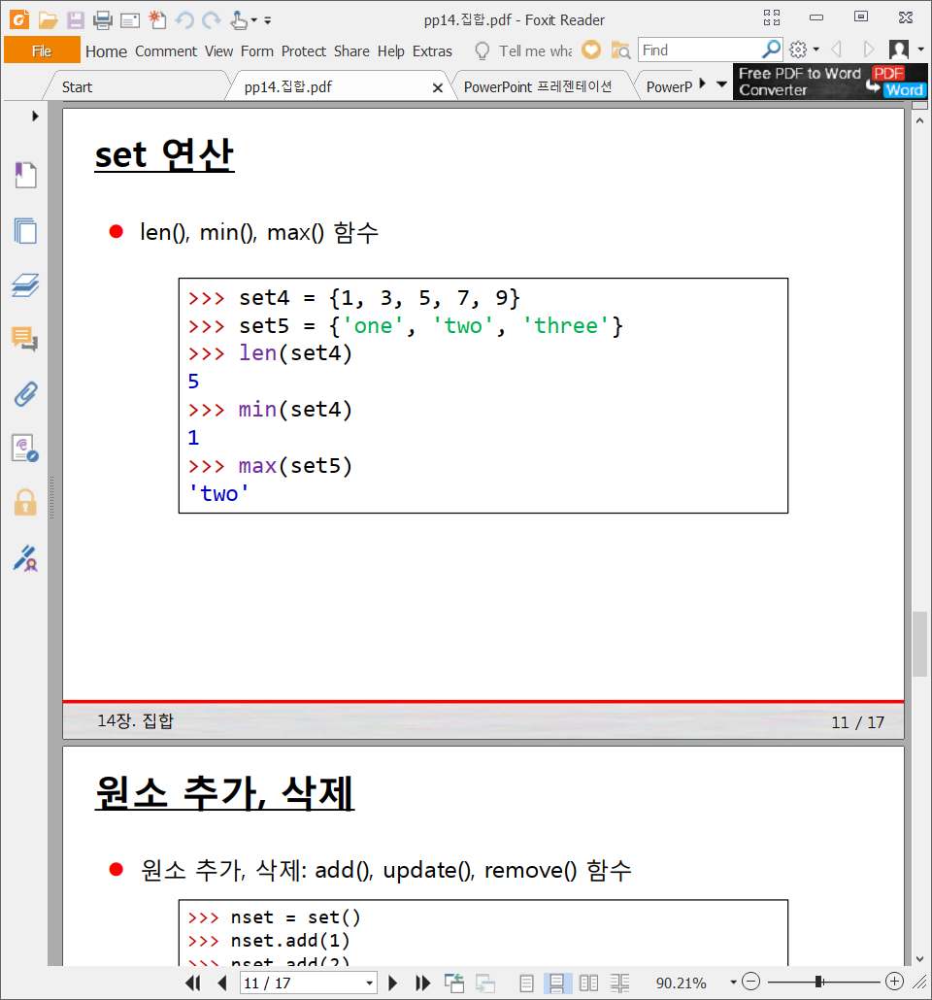 pp14.집합.pdf - Foxit Reader
File Home Comment View Form Protect Share Help Extras Tell me wha Find
Start pp14.집합.pdf PowerPoint 프레젠테이션 PowerP
Free PDF to Word PDF
Converter Word
set 연산
len(), min(), max() 함수
>>> set4 = {1, 3, 5, 7, 9}
>>> set5 = {'one', 'two', 'three'}
>>> len(set4)
5
>>> min(set4)
1
>>> max(set5)
'two'
14장. 집합
11 / 17
원소 추가, 삭제
원소 추가, 삭제: add(), update(), remove() 함수
>>> nset = set()
>>> nset.add(1)
>>> nset.add(2)
11 / 17 90.21%